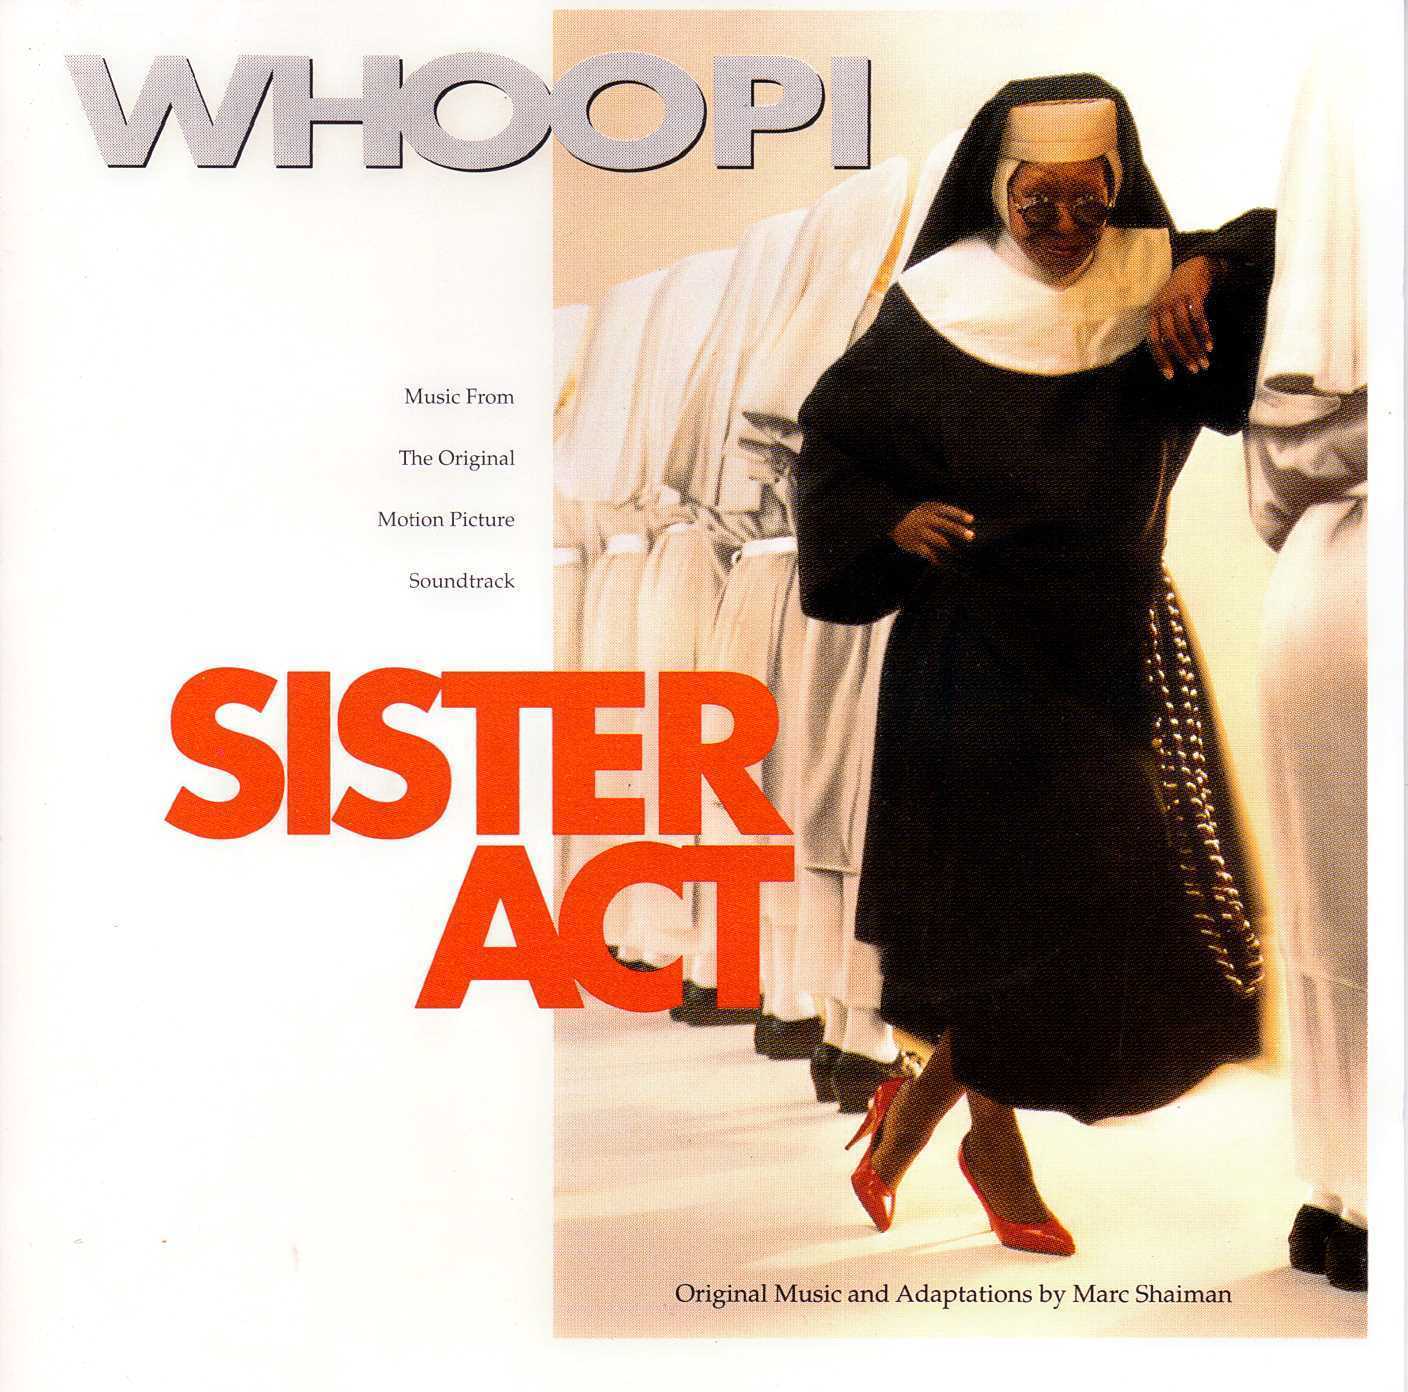 WHOOPI
Music From
The Original
Motion Picture
Soundtrack
SISTER
ACT
Original Music and Adaptations by Marc Shaiman